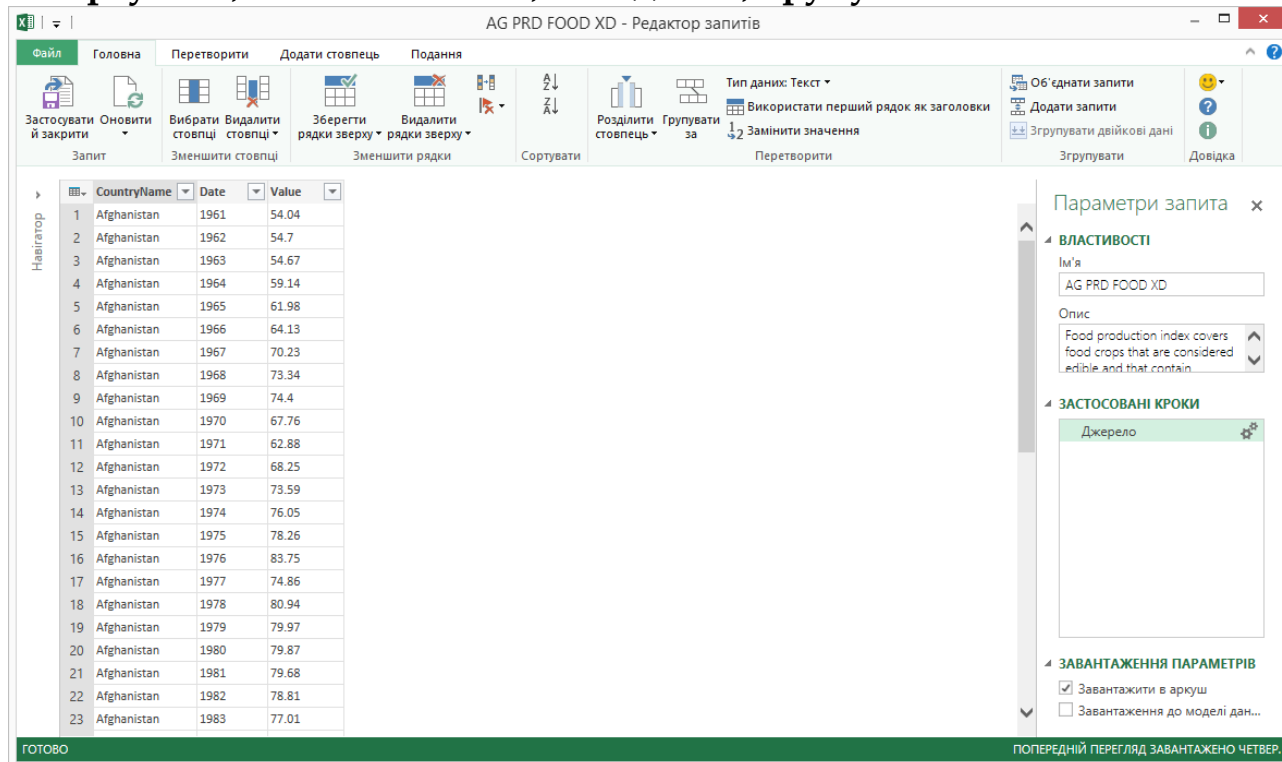 AG PRD FOOD XD - Редактор запитів
Файл Головна Перетворити Додати стовпець Подання
Застосувати й закрити
Оновити
Запит
Вибрати стовпці
Видалити стовпці
Зменшити стовпці
Зберегти рядки зверху
Видалити рядки зверху
Зменшити рядки
Сортувати
Розділити стовпець
Групувати за
Тип даних: Текст
Використати перший рядок як заголовки
Замінити значення
Перетворити
Об'єднати запити
Додати запити
Згрупувати двійкові дані
Згрупувати
Довідка
Навігатор
CountryName Date Value
1 Afghanistan 1961 54.04
2 Afghanistan 1962 54.7
3 Afghanistan 1963 54.67
4 Afghanistan 1964 59.14
5 Afghanistan 1965 61.98
6 Afghanistan 1966 64.13
7 Afghanistan 1967 70.23
8 Afghanistan 1968 73.34
9 Afghanistan 1969 74.4
10 Afghanistan 1970 67.76
11 Afghanistan 1971 62.88
12 Afghanistan 1972 68.25
13 Afghanistan 1973 73.59
14 Afghanistan 1974 76.05
15 Afghanistan 1975 78.26
16 Afghanistan 1976 83.75
17 Afghanistan 1977 74.86
18 Afghanistan 1978 80.94
19 Afghanistan 1979 79.97
20 Afghanistan 1980 79.87
21 Afghanistan 1981 79.68
22 Afghanistan 1982 78.81
23 Afghanistan 1983 77.01
Параметри запита
ВЛАСТИВОСТІ
Ім'я
AG PRD FOOD XD
Опис
Food production index covers
food crops that are considered
edible and that contain
ЗАСТОСОВАНІ КРОКИ
Джерело
ЗАВАНТАЖЕННЯ ПАРАМЕТРІВ
Завантажити в аркуш
Завантаження до моделі дан...
ГОТОВО
ПОПЕРЕДНІЙ ПЕРЕГЛЯД ЗАВАНТАЖЕНО ЧЕТВЕР.